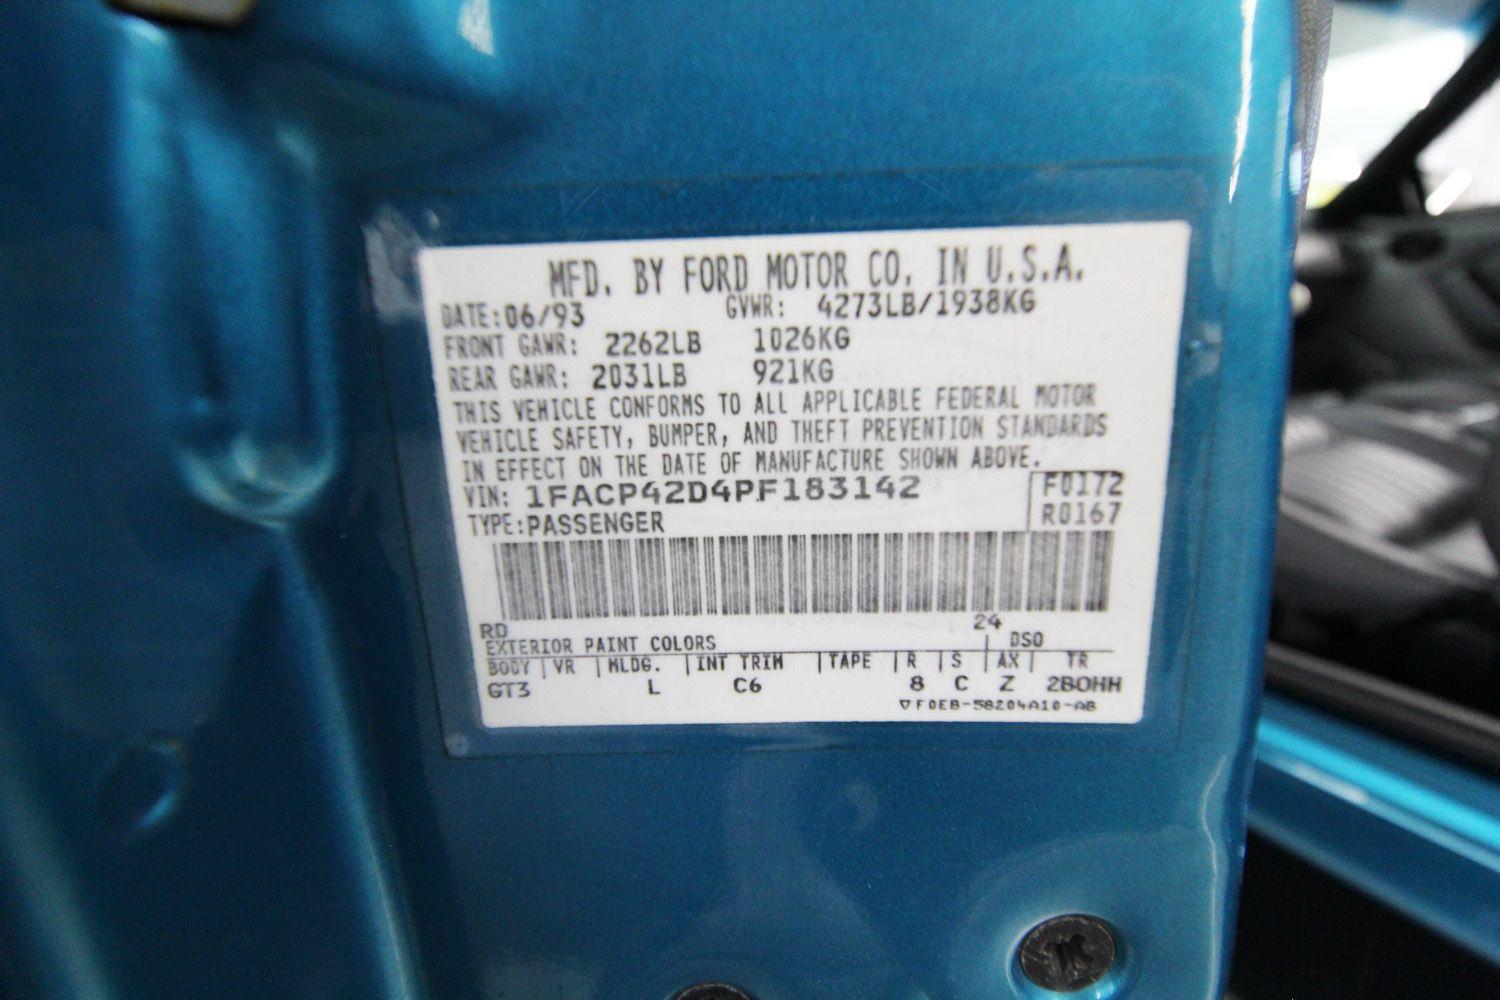 MFD. BY FORD MOTOR CO. IN U.S.A.
DATE:06/93 GVWR: 4273LB/1938KG
FRONT GAWR: 2262LB 1026KG
REAR GAWR: 2031LB 921KG
THIS VEHICLE CONFORMS TO ALL APPLICABLE FEDERAL MOTOR
VEHICLE SAFETY, BUMPER, AND THEFT PREVENTION STANDARDS
IN EFFECT ON THE DATE OF MANUFACTURE SHOWN ABOVE.
VIN: 1FACP42D4PF183142 F0172
TYPE:PASSENGER R0167
RD 24
EXTERIOR PAINT COLORS DSO
BODY VR MLDG. INT TRIM TAPE R S AX TR
GT3 L C6 8 C Z 2BOHH
▽F0EB-58204A10-AB